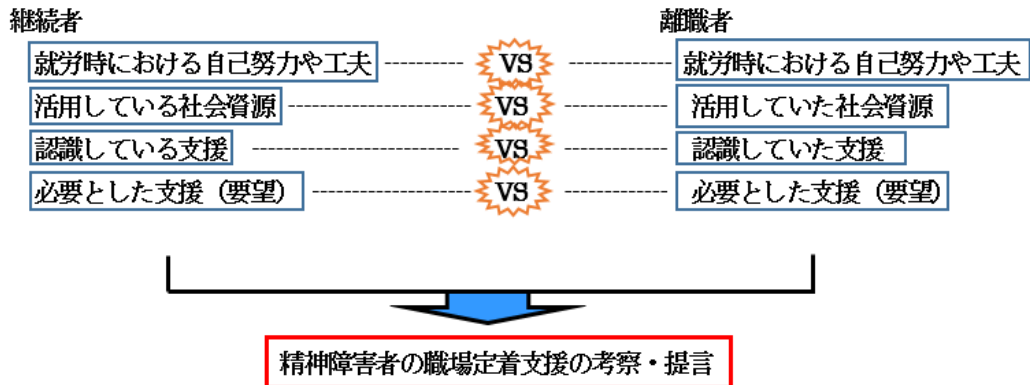 継続者 離職者
就労時における自己努力や工夫 VS 就労時における自己努力や工夫
活用している社会資源 VS 活用していた社会資源
認識している支援 VS 認識していた支援
必要とした支援（要望） VS 必要とした支援（要望）
精神障害者の職場定着支援の考察・提言